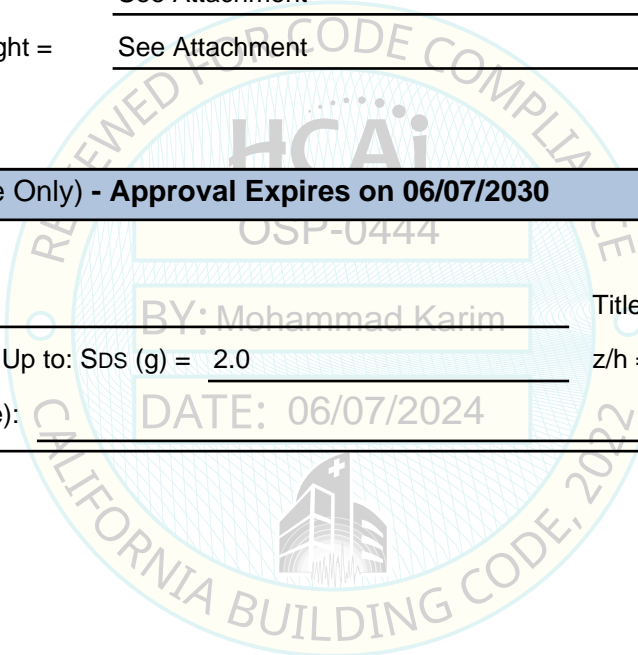 See Attachment
ght = See Attachment
REVIEWED FOR CODE COMPLIANCE
HCAi
e Only) - Approval Expires on 06/07/2030
OSP-0444
BY: Mohammad Karim
Title
Up to: SDS (g) = 2.0 z/h =
e):
DATE: 06/07/2024
CALIFORNIA BUILDING CODE, 2022